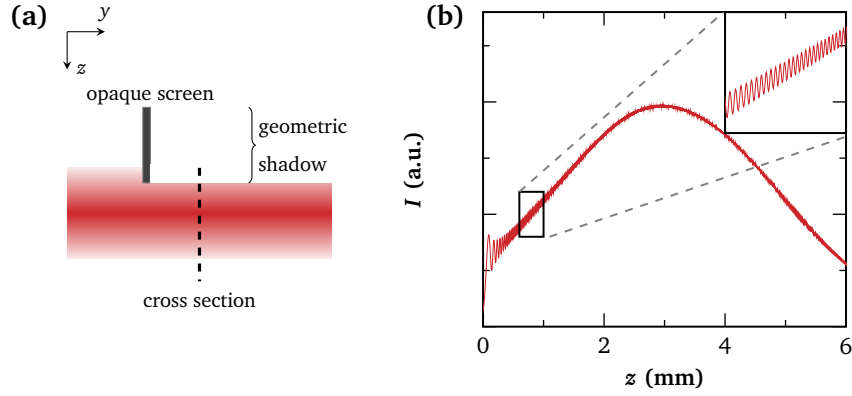 (a)
y
z
opaque screen
geometric
shadow
cross section
(b)
I (a.u.)
0
2
4
6
z (mm)